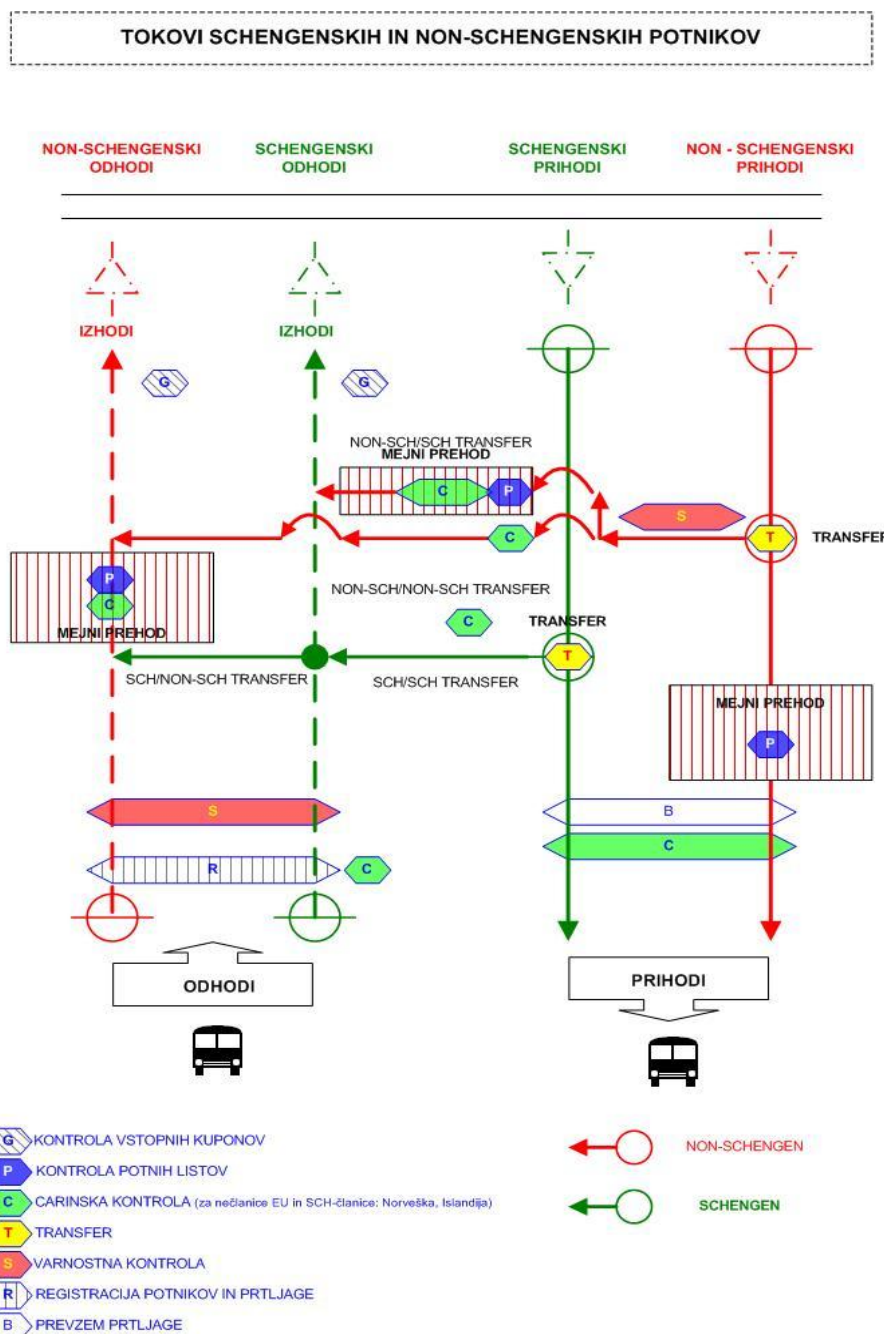 TOKOVI SCHENGENSKIH IN NON-SCHENGENSKIH POTNIKOV
NON-SCHENGENSKI
ODHODI
SCHENGENSKI
ODHODI
SCHENGENSKI
PRIHODI
NON - SCHENGENSKI
PRIHODI
IZHODI
IZHODI
G
G
NON-SCH/SCH TRANSFER
MEJNI PREHOD
C
P
S
C
T
TRANSFER
P
C
MEJNI PREHOD
NON-SCH/NON-SCH TRANSFER
C
TRANSFER
T
SCH/NON-SCH TRANSFER
SCH/SCH TRANSFER
MEJNI PREHOD
P
S
B
C
R
C
ODHODI
PRIHODI
G KONTROLA VSTOPNIH KUPONOV
P KONTROLA POTNIH LISTOV
C CARINSKA KONTROLA (za nečlanice EU in SCH-članice: Norveška, Islandija)
T TRANSFER
S VARNOSTNA KONTROLA
R REGISTRACIJA POTNIKOV IN PRTLJAGE
B PREVZEM PRTLJAGE
NON-SCHENGEN
SCHENGEN